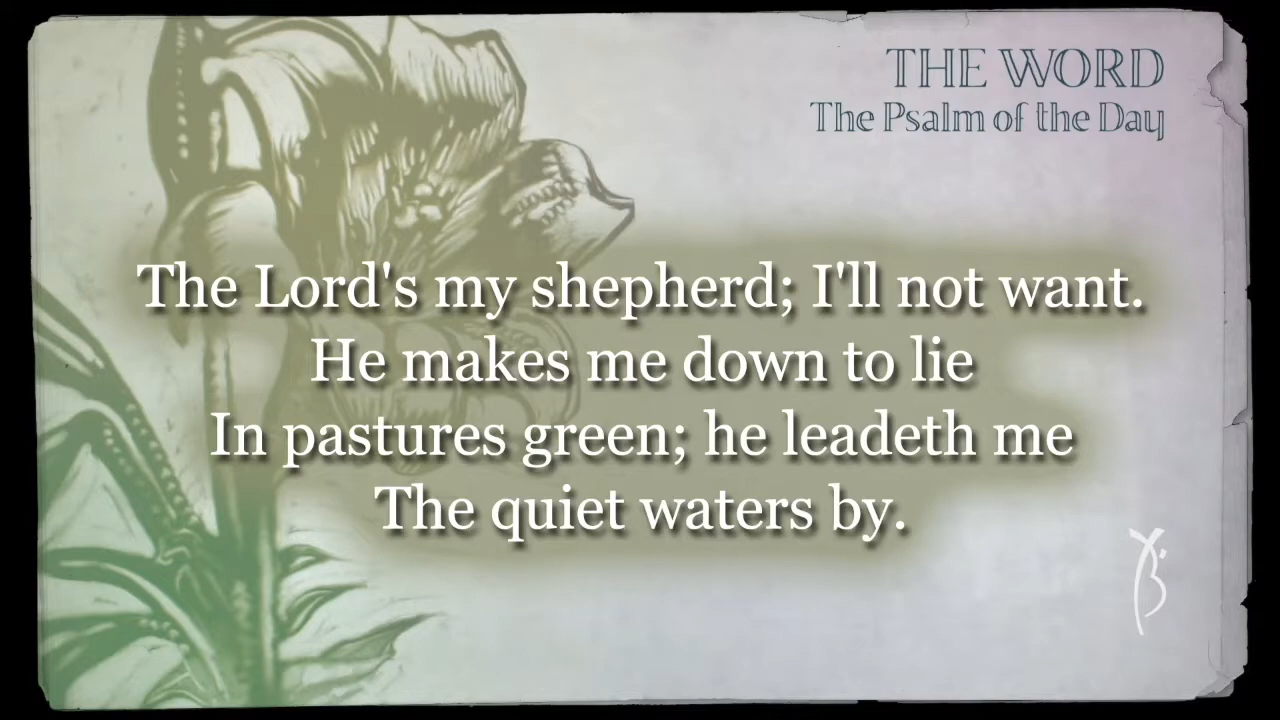 THE WORD
The Psalm of the Day
The Lord's my shepherd; I'll not want.
He makes me down to lie
In pastures green; he leadeth me
The quiet waters by.